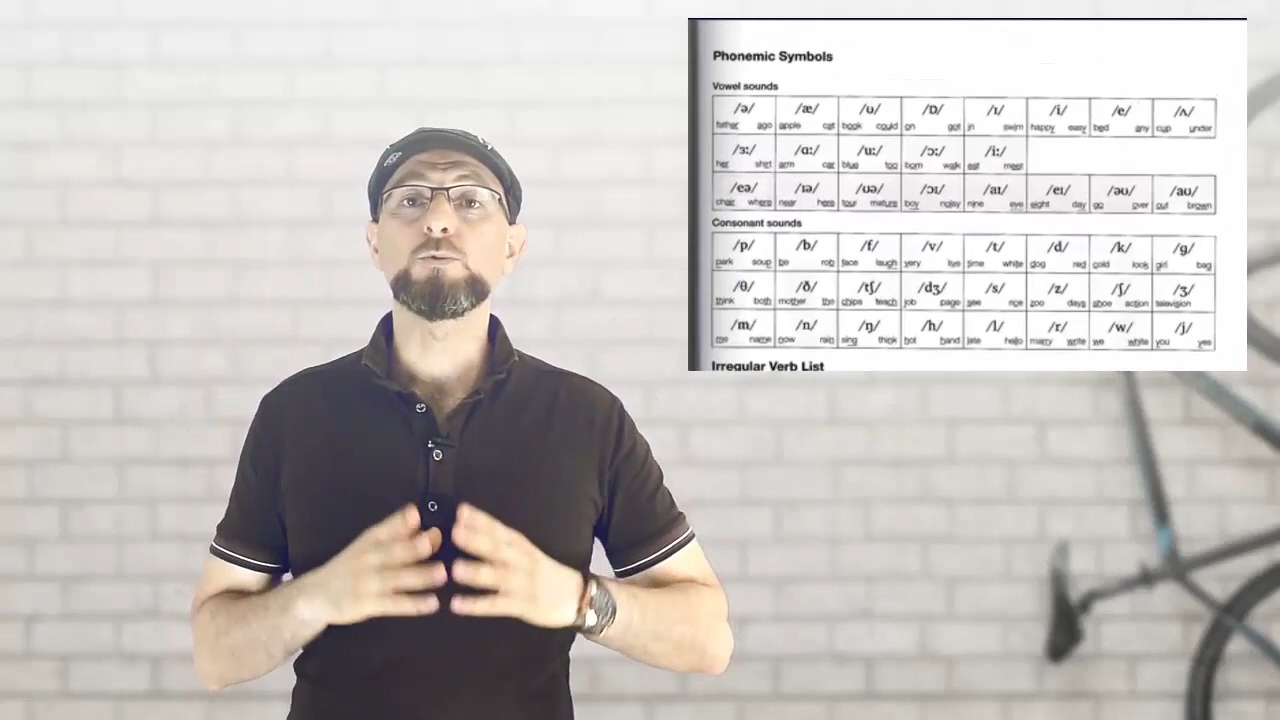 Phonemic Symbols
Vowel sounds
/ə/ /æ/ /ʊ/ /ɒ/ /ɪ/ /i/ /e/ /ʌ/
father ago apple cat book could on got in swim happy easy bed any cup under
/ɜː/ /ɑː/ /uː/ /ɔː/ /iː/
her shirt arm car blue too born walk eat meet
/eə/ /ɪə/ /ʊə/ /ɔɪ/ /aɪ/ /eɪ/ /əʊ/ /aʊ/
chair where near here tour mature boy noisy nine eye eight day go over out brown
Consonant sounds
/p/ /b/ /f/ /v/ /t/ /d/ /k/ /g/
park soup be rob face laugh very live time white dog red cold look girl bag
/θ/ /ð/ /tʃ/ /dʒ/ /s/ /z/ /ʃ/ /ʒ/
think both mother the chips teach job page see rice zoo days shoe action television
/m/ /n/ /ŋ/ /h/ /l/ /r/ /w/ /j/
me name now rain sing think hot hand late hello marry write we white you yes
Irregular Verb List